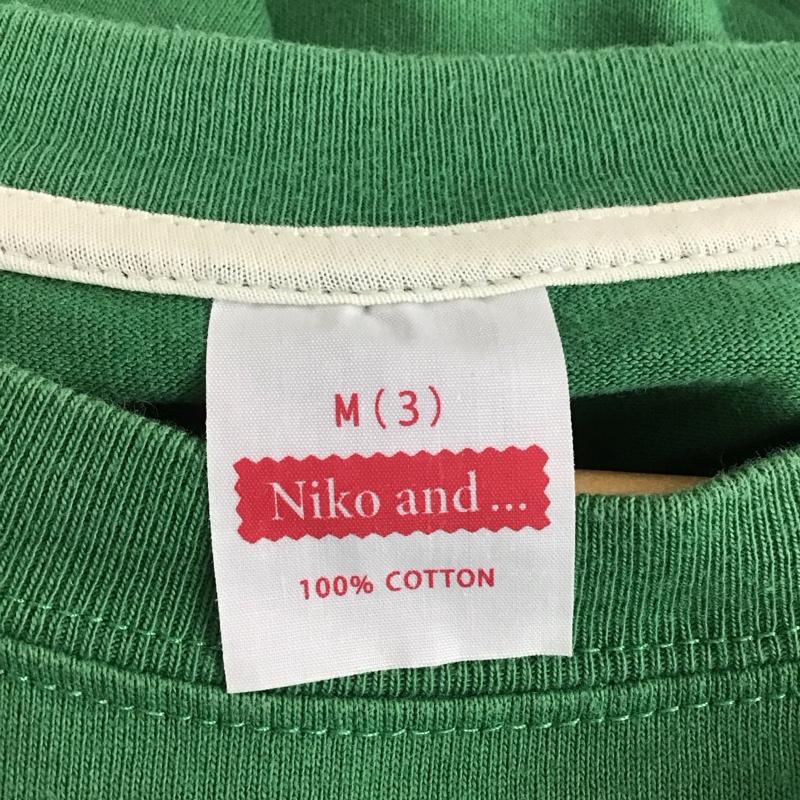 M(3)
Niko and ...
100% COTTON